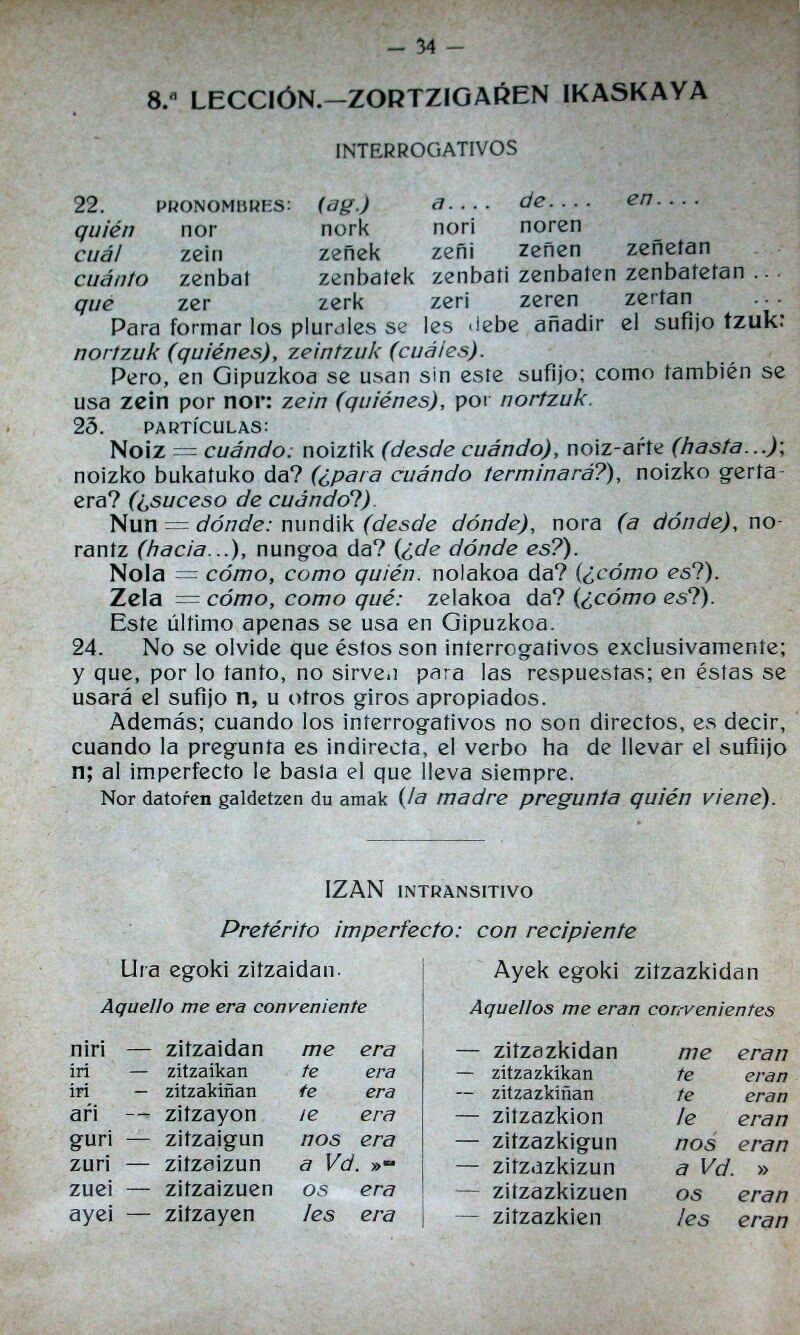 — 34 —
8.ª LECCIÓN.—ZORTZIGAŔEN IKASKAYA
INTERROGATIVOS
22. PRONOMBRES: (ag.) a.... de.... en....
quién nor nork nori noren
cuál zein zeñek zeñi zeñen zeñetan
cuánto zenbat zenbatek zenbati zenbaten zenbatetan ...
que zer zerk zeri zeren zertan ...
Para formar los plurales se les debe añadir el sufijo tzuk:
nortzuk (quiénes), zeintzuk (cuáles).
Pero, en Gipuzkoa se usan sin este sufijo; como también se
usa zein por nor: zein (quiénes), por nortzuk.
23. PARTÍCULAS:
Noiz = cuándo: noiztik (desde cuándo), noiz-aŕte (hasta...);
noizko bukatuko da? (¿para cuándo terminará?), noizko gerta-
era? (¿suceso de cuándo?)
Nun = dónde: nundik (desde dónde), nora (a dónde), no-
rantz (hacia...), nungoa da? (¿de dónde es?).
Nola = cómo, como quién. nolakoa da? (¿cómo es?).
Zela = cómo, como qué: zelakoa da? (¿cómo es?).
Este último apenas se usa en Gipuzkoa.
24. No se olvide que éstos son interrogativos exclusivamente;
y que, por lo tanto, no sirven para las respuestas; en éstas se
usará el sufijo n, u otros giros apropiados.
Además; cuando los interrogativos no son directos, es decir,
cuando la pregunta es indirecta, el verbo ha de llevar el sufiijo
n; al imperfecto le basta el que lleva siempre.
Nor datoŕen galdetzen du amak (la madre pregunta quién viene).
IZAN INTRANSITIVO
Pretérito imperfecto: con recipiente
Ura egoki zitzaidan.
Aquello me era conveniente
niri — zitzaidan me era
iri — zitzaikan te era
iri — zitzakiñan te era
aŕi — zitzayon le era
guri — zitzaigun nos era
zuri — zitzaizun a Vd. »
zuei — zitzaizuen os era
ayei — zitzayen les era
Ayek egoki zitzazkidan
Aquellos me eran convenientes
— zitzazkidan me eran
— zitzazkikan te eran
— zitzazkiñan te eran
— zitzazkion le eran
— zitzazkigun nos eran
— zitzazkizun a Vd. »
— zitzazkizuen os eran
— zitzazkien les eran